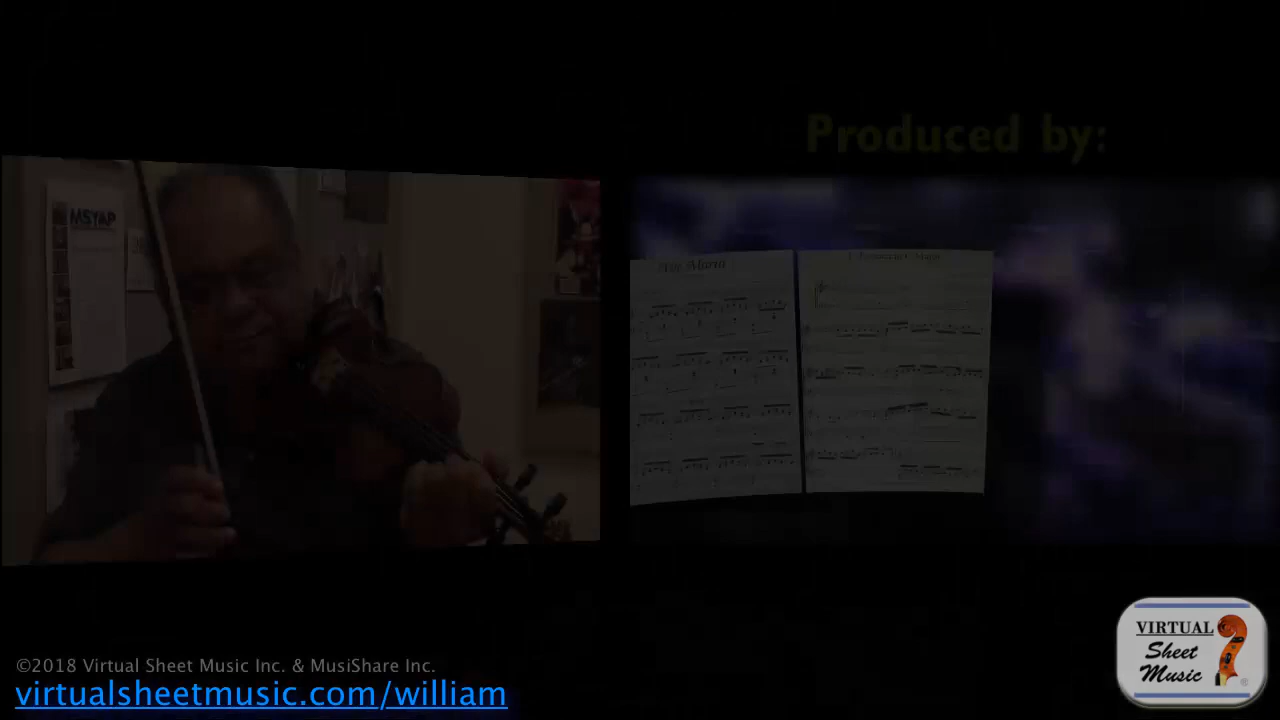 Produced by:
MSYAP
Ave Maria
©2018 Virtual Sheet Music Inc. & MusiShare Inc.
virtualsheetmusic.com/william
VIRTUAL
Sheet
Music
®